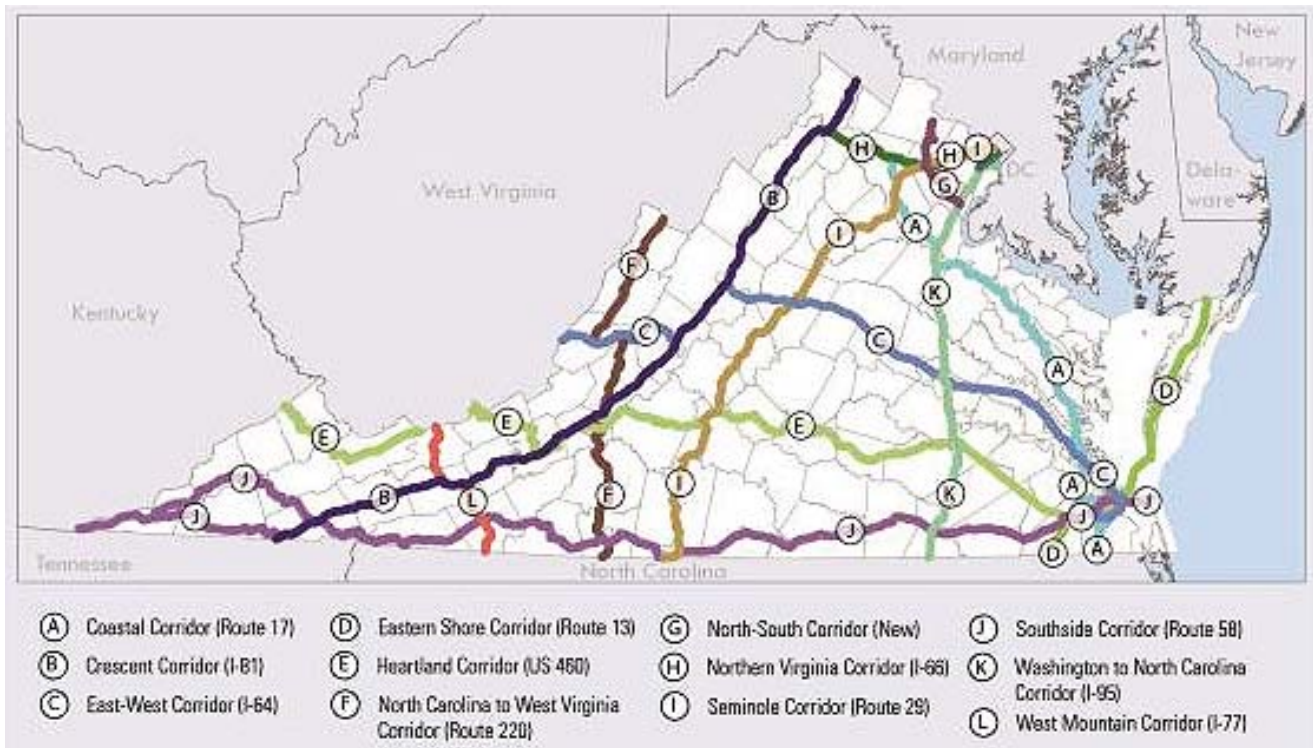 New
Jersey
Maryland
H
H
I
DC
G
Dela-
ware
West Virginia
B
A
I
F
K
Kentucky
C
C
A
D
E
E
E
C
J
I
A
B
L
F
K
J
J
J
J
D
A
Tennessee
North Carolina
A Coastal Corridor (Route 17)
B Crescent Corridor (I-81)
C East-West Corridor (I-64)
D Eastern Shore Corridor (Route 13)
E Heartland Corridor (US 460)
F North Carolina to West Virginia
Corridor (Route 220)
G North-South Corridor (New)
H Northern Virginia Corridor (I-66)
I Seminole Corridor (Route 29)
J Southside Corridor (Route 58)
K Washington to North Carolina
Corridor (I-95)
L West Mountain Corridor (I-77)